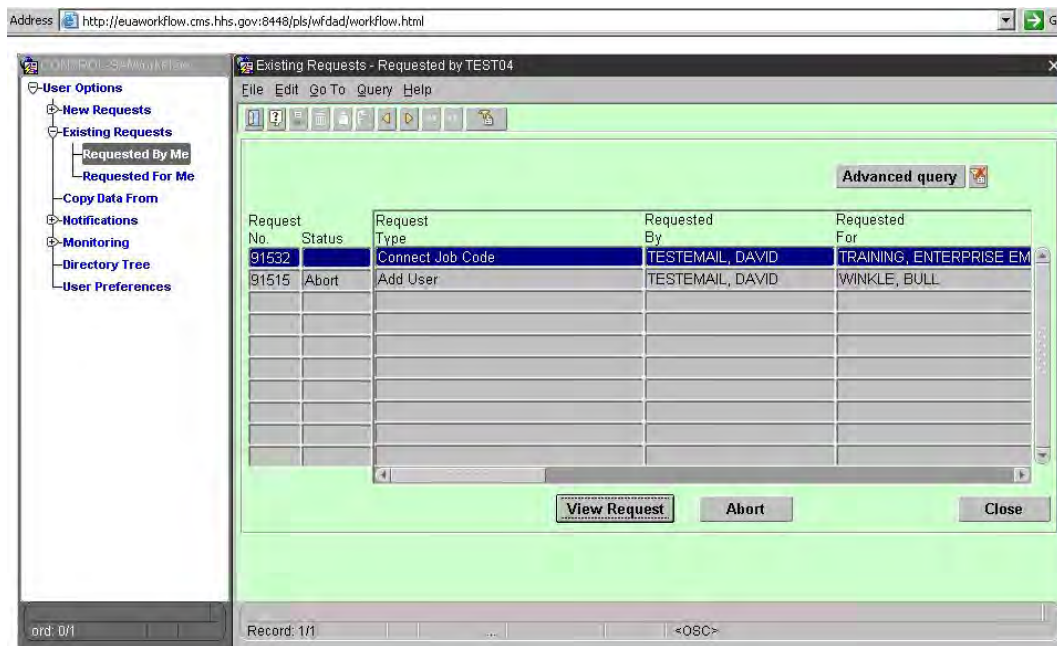 Address http://euaworkflow.cms.hhs.gov:8448/pls/wfdad/workflow.html G
Existing Requests - Requested by TEST04
File Edit Go To Query Help
User Options
New Requests
Existing Requests
Requested By Me
Requested For Me
Copy Data From
Notifications
Monitoring
Directory Tree
User Preferences
Advanced query
Request No. Status Request Type Requested By Requested For
91532 Connect Job Code TESTEMAIL, DAVID TRAINING, ENTERPRISE EM
91515 Abort Add User TESTEMAIL, DAVID WINKLE, BULL
View Request Abort Close
ord: 0/1
Record: 1/1 ... <OSC>